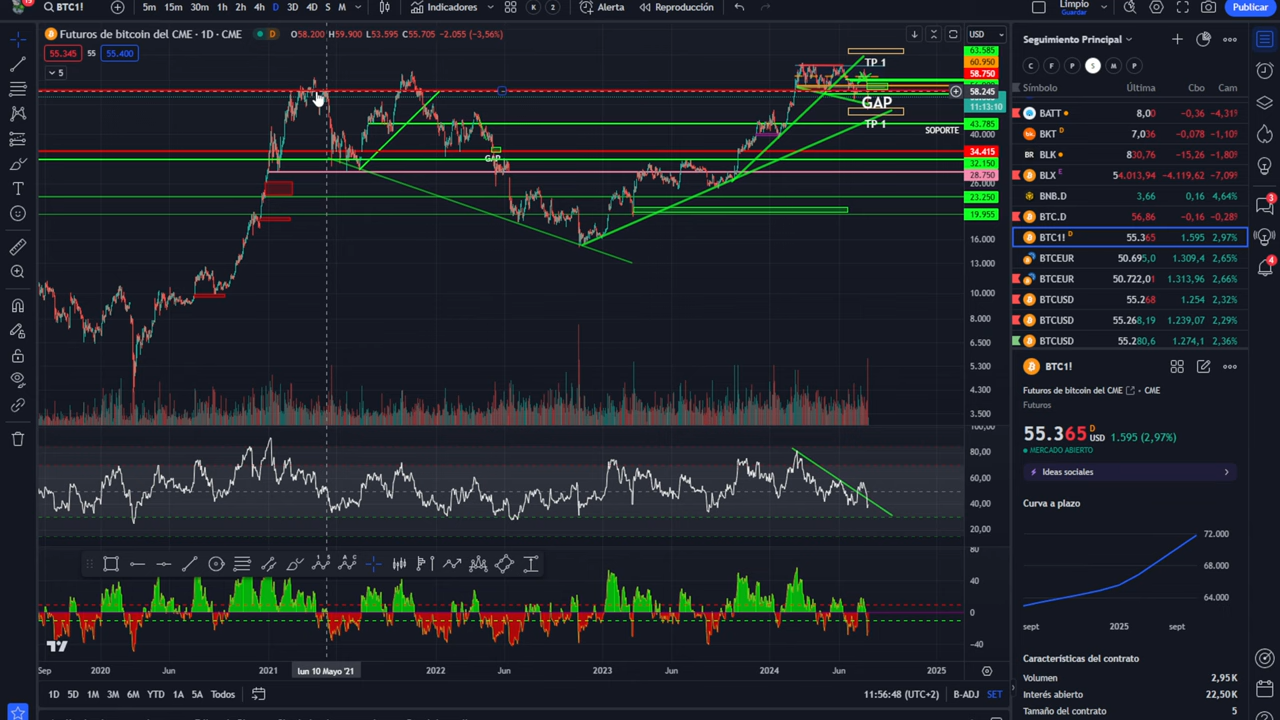 BTC1! 5m 15m 30m 1h 2h 4h D 3D 4D S M Indicadores Alerta Reproducción Limpio Guardar Publicar
Futuros de bitcoin del CME · 1D · CME D O58.200 H59.900 L53.595 C55.705 -2.055 (-3,56%) USD
55.345 55 55.400
5
63.585
60.950
58.750
58.245
11:13:10
43.785
40.000
34.415
32.150
28.750
26.000
23.250
19.955
16.000
13.000
10.000
8.000
6.500
5.300
4.300
3.500
TP 1
GAP
TP 1
SOPORTE
GAP
100,00
80,00
60,00
40,00
20,00
80
40
0
-40
Sep 2020 Jun 2021 lun 10 Mayo '21 2022 Jun 2023 Jun 2024 Jun 2025
1D 5D 1M 3M 6M YTD 1A 5A Todos 11:56:48 (UTC+2) B-ADJ SET
Seguimiento Principal
C F P S M P
Símbolo Última Cbo Cam
BATT 8,00 -0,36 -4,31%
BKT D 7,036 -0,078 -1,10%
BLK 830,76 -15,26 -1,80%
BLX E 54.013,94 -4.119,62 -7,09%
BNB.D 3,66 0,16 4,64%
BTC.D 56,86 -0,16 -0,28%
BTC1! D 55.365 1.595 2,97%
BTCEUR 50.695,0 1.309,4 2,65%
BTCEUR 50.722,01 1.313,96 2,66%
BTCUSD 55.268 1.254 2,32%
BTCUSD 55.268,19 1.239,07 2,29%
BTCUSD 55.280,6 1.274,1 2,36%
BTC1!
Futuros de bitcoin del CME · CME
Futuros
55.365 D USD 1.595 (2,97%)
MERCADO ABIERTO
Ideas sociales
Curva a plazo
72.000
68.000
64.000
sept 2025 sept
Características del contrato
Volumen 2,95 K
Interés abierto 22,50 K
Tamaño del contrato 5